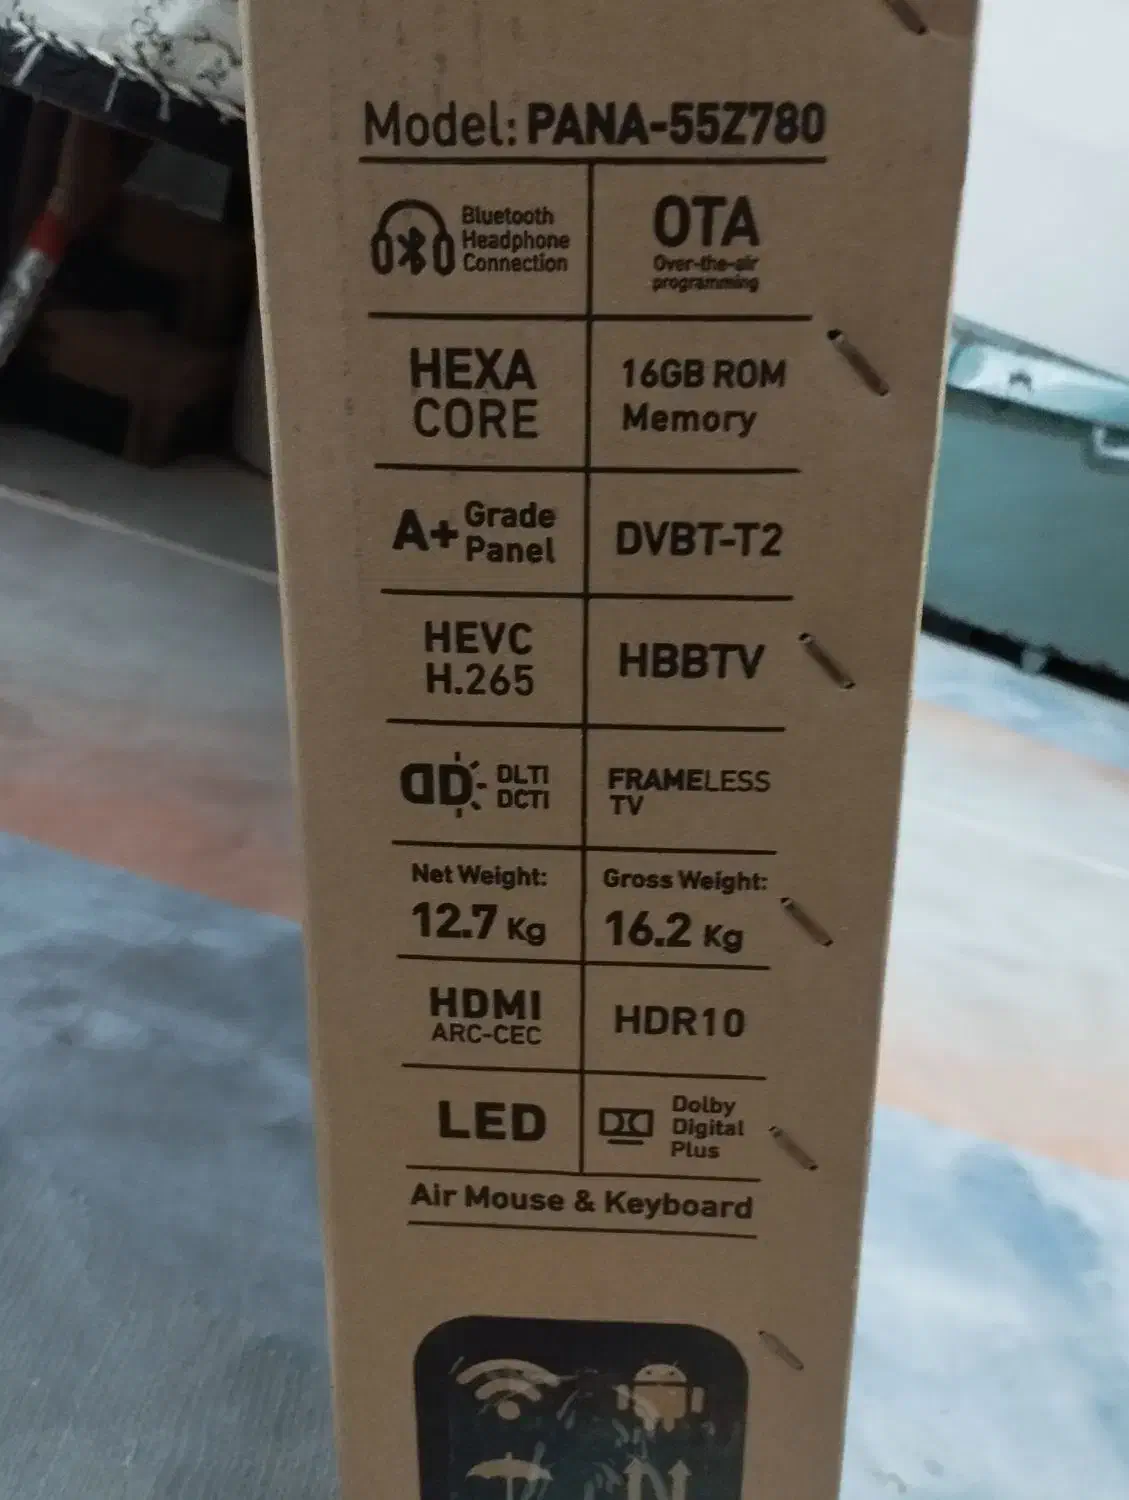 Model: PANA-55Z780
Bluetooth
Headphone
Connection
OTA
Over-the-air
programming
HEXA
CORE
16GB ROM
Memory
A+ Grade
Panel
DVBT-T2
HEVC
H.265
HBBTV
DLTI
DCTI
FRAMELESS
TV
Net Weight:
12.7 Kg
Gross Weight:
16.2 Kg
HDMI
ARC-CEC
HDR10
LED
Dolby
Digital
Plus
Air Mouse & Keyboard